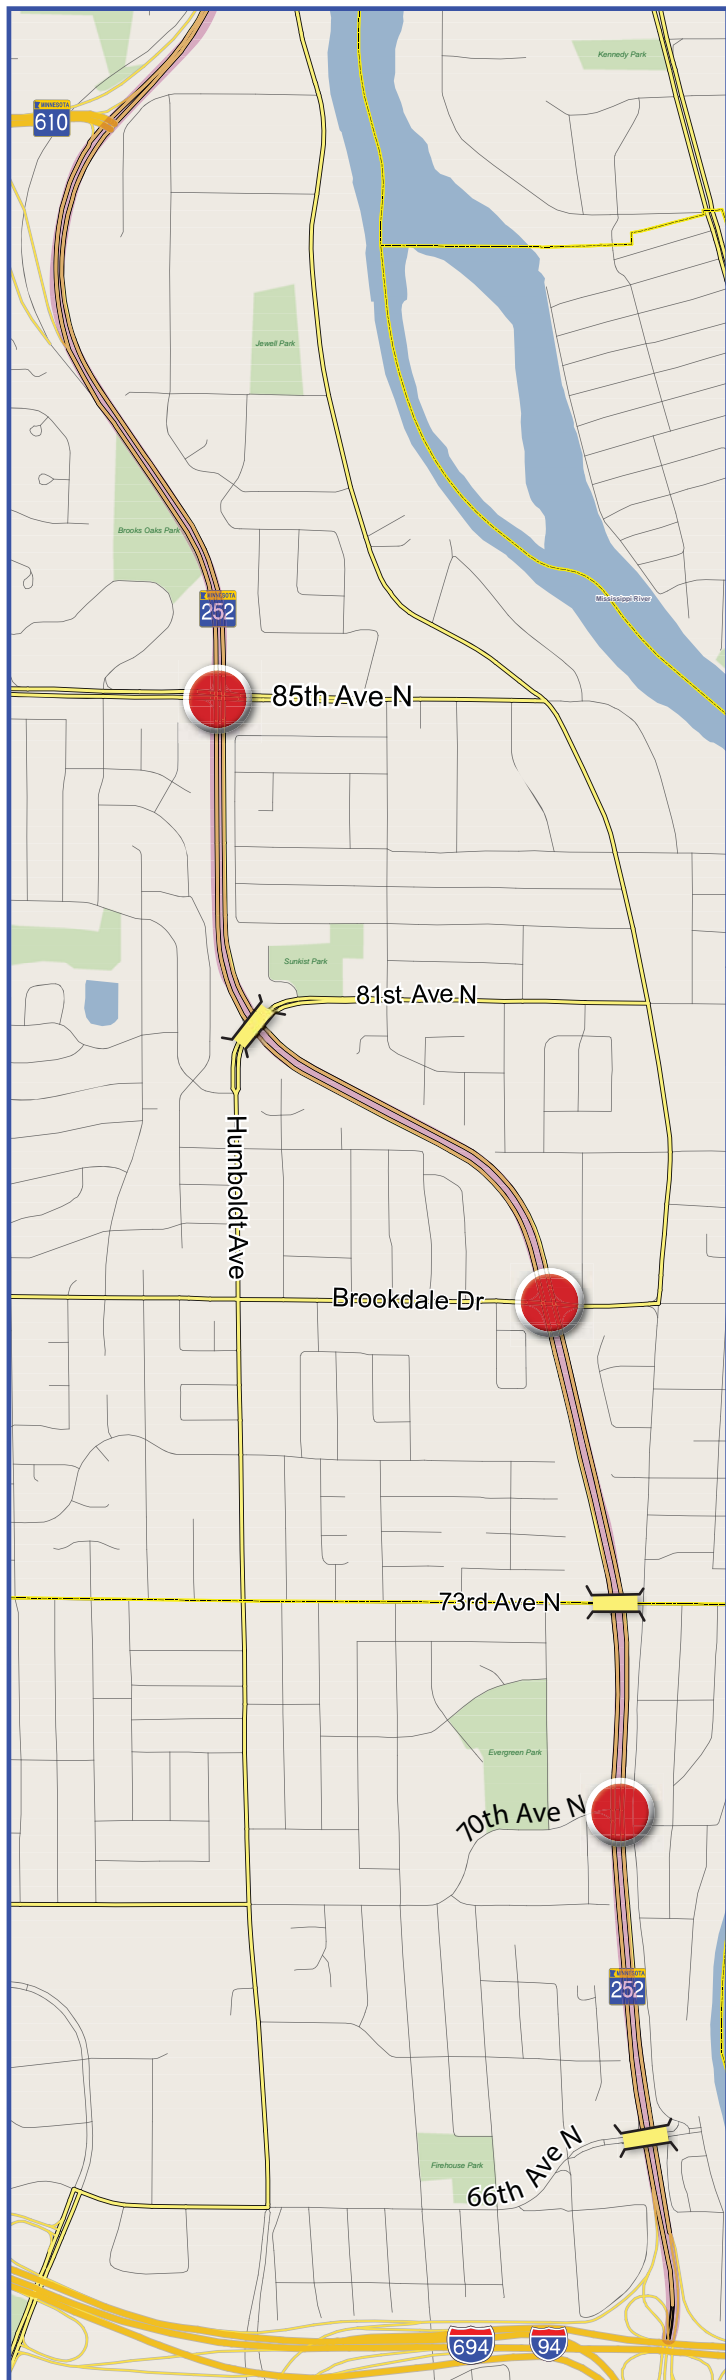 Kennedy Park
MINNESOTA
610
Jewell Park
Brooks Oaks Park
MINNESOTA
252
Mississippi River
85th Ave N
Sunkist Park
81st Ave N
Humboldt Ave
Brookdale Dr
73rd Ave N
Evergreen Park
70th Ave N
MINNESOTA
252
66th Ave N
Firehouse Park
694
94